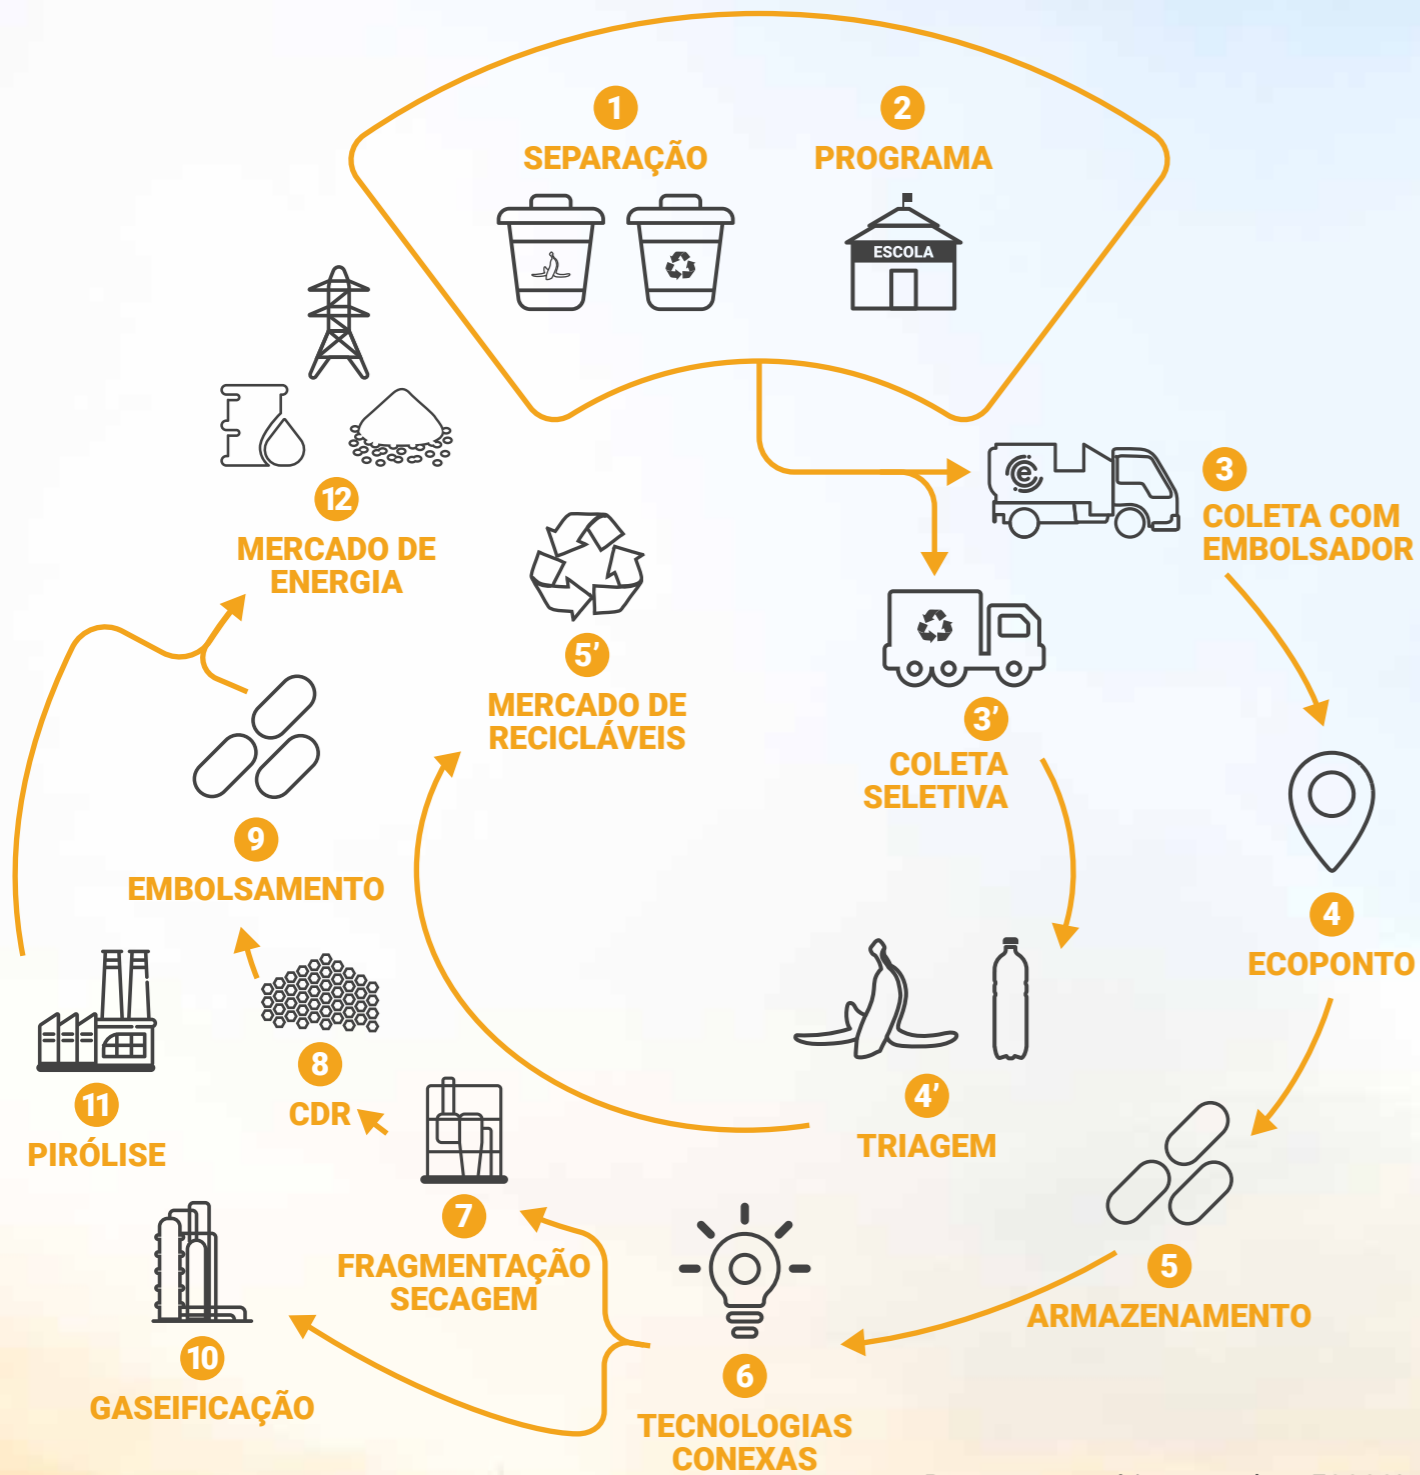 1
SEPARAÇÃO
2
PROGRAMA
ESCOLA
e
3
COLETA COM
EMBOLSADOR
3’
COLETA
SELETIVA
4
ECOPONTO
4’
TRIAGEM
5
ARMAZENAMENTO
5’
MERCADO DE
RECICLÁVEIS
6
TECNOLOGIAS
CONEXAS
7
FRAGMENTAÇÃO
SECAGEM
8
CDR
9
EMBOLSAMENTO
10
GASEIFICAÇÃO
11
PIRÓLISE
12
MERCADO DE
ENERGIA